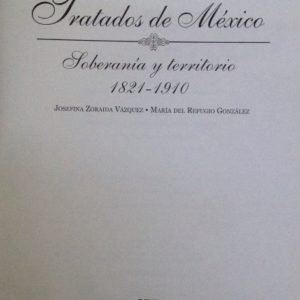 Tratados de México
Soberanía y territorio
1821-1910
Josefina Zoraida Vázquez • María del Refugio González